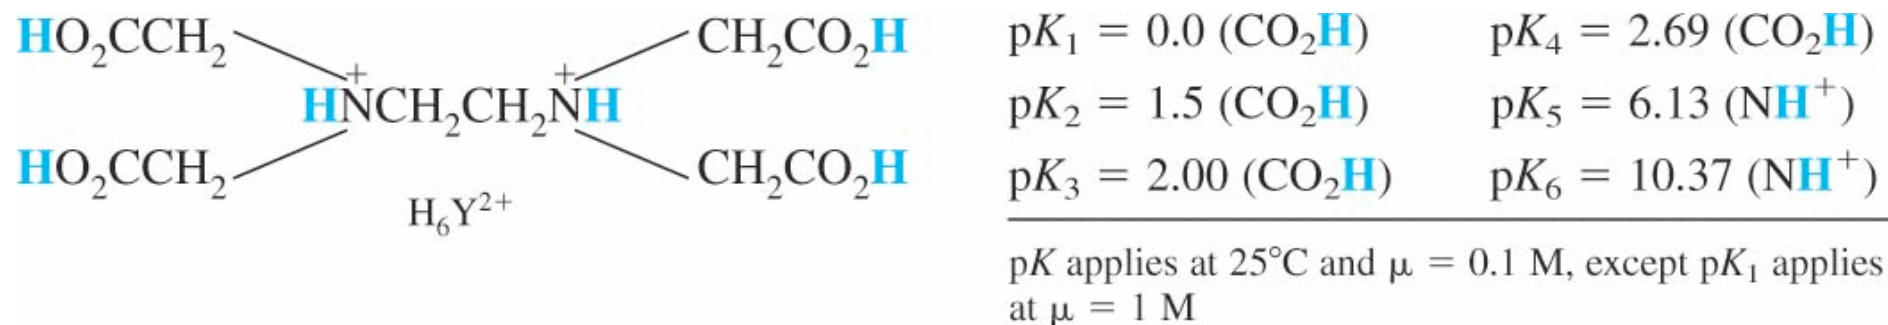 HO₂CCH₂ CH₂CO₂H
HN⁺CH₂CH₂N⁺H
HO₂CCH₂ CH₂CO₂H
H₆Y²⁺
pK₁ = 0.0 (CO₂H) pK₄ = 2.69 (CO₂H)
pK₂ = 1.5 (CO₂H) pK₅ = 6.13 (NH⁺)
pK₃ = 2.00 (CO₂H) pK₆ = 10.37 (NH⁺)
pK applies at 25°C and μ = 0.1 M, except pK₁ applies
at μ = 1 M